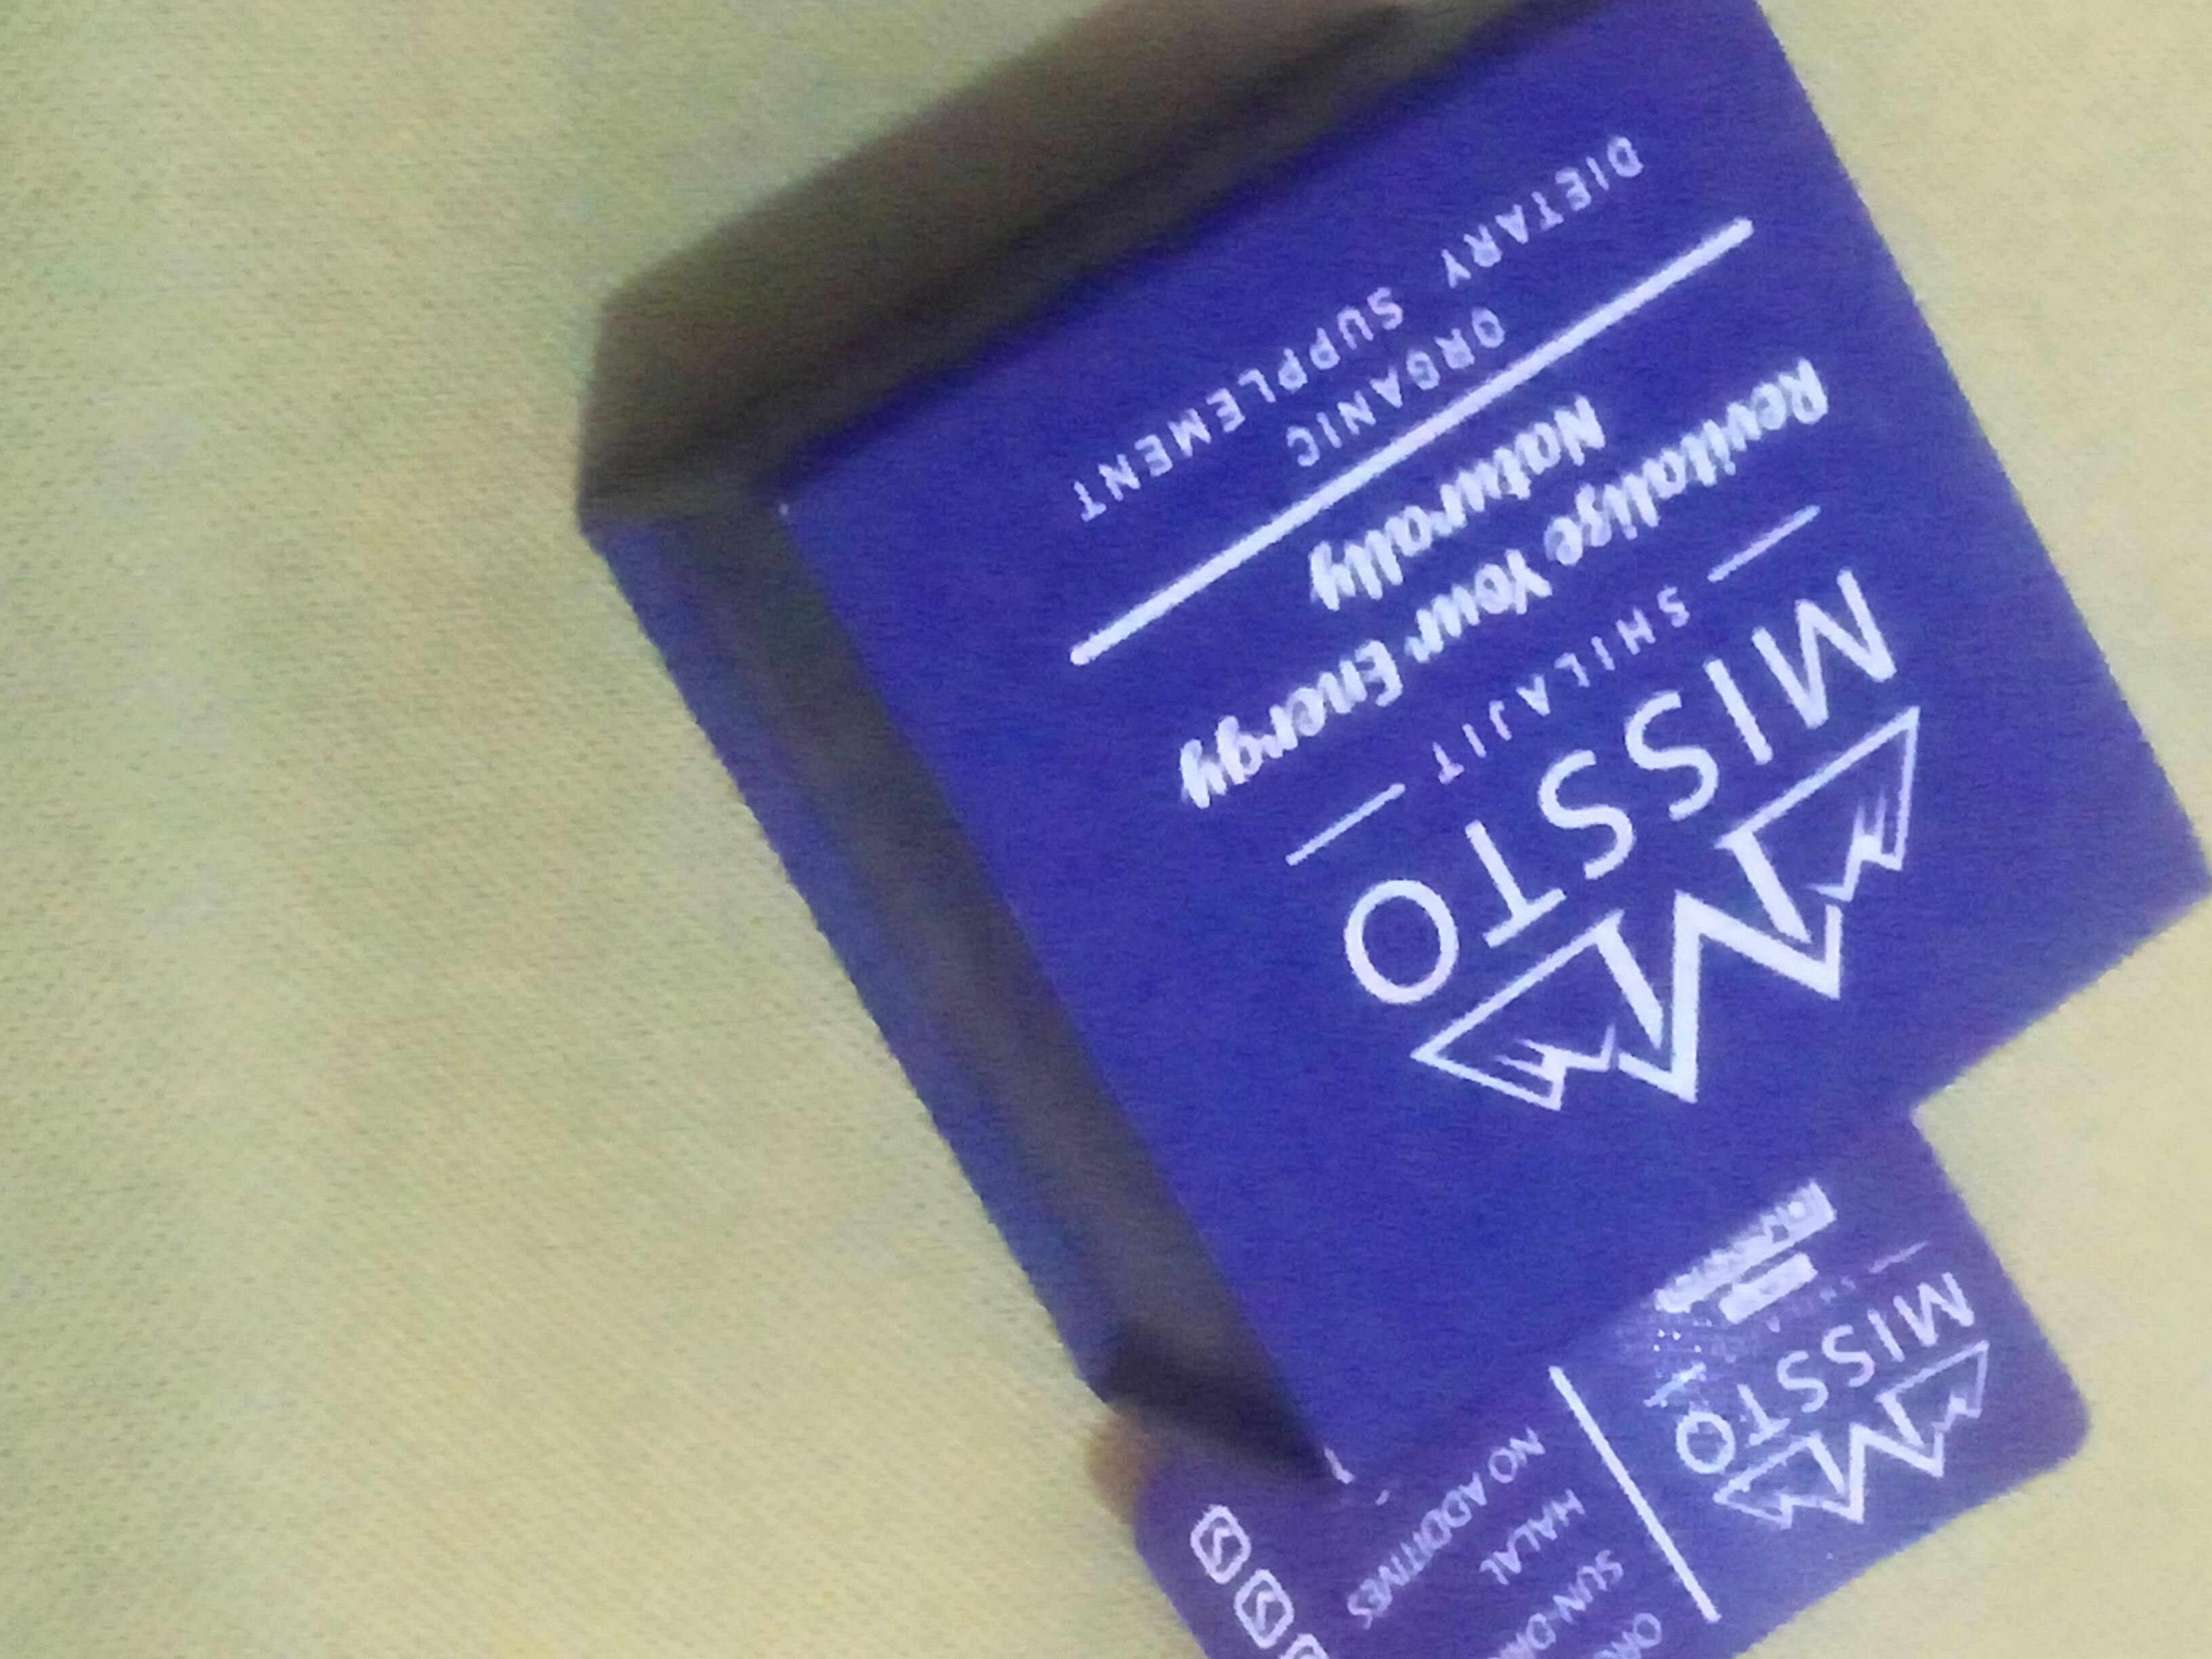 MISSTO
SHILAJIT
Revitalize Your Energy
Naturally
ORGANIC
DIETARY SUPPLEMENT
MISSTO
HALAL
NO ADDITIVES